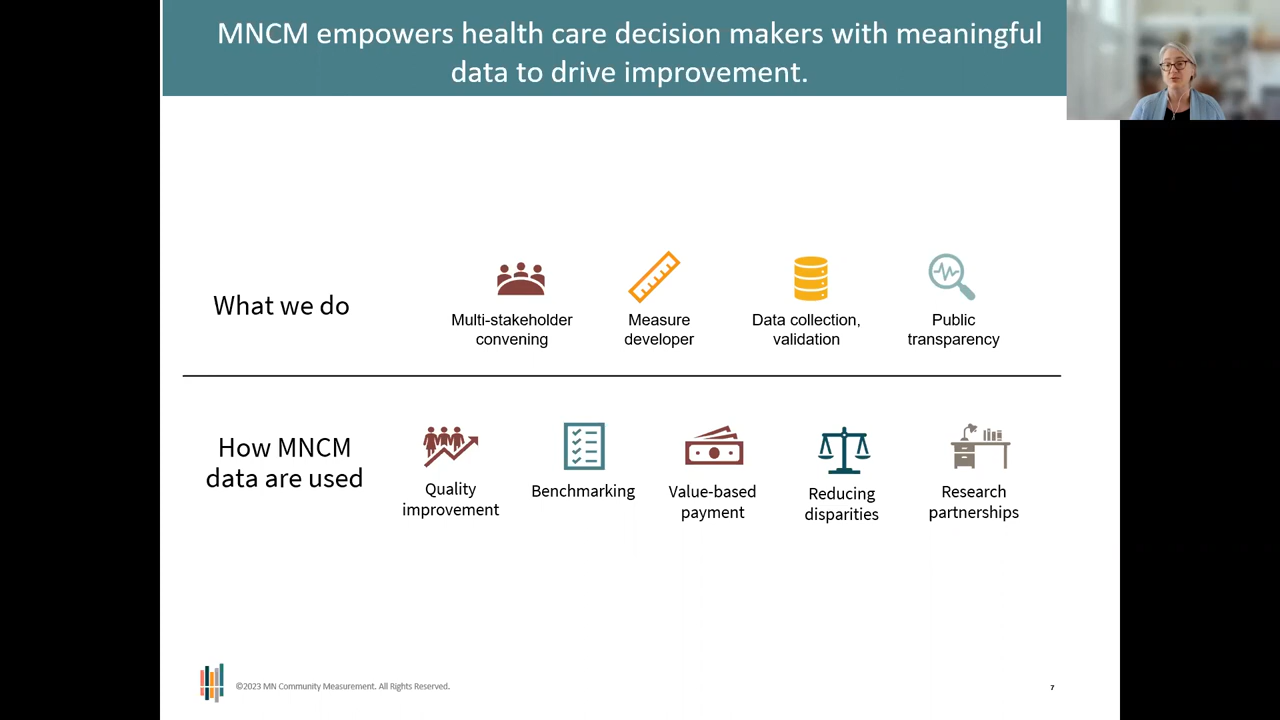 MNCM empowers health care decision makers with meaningful
data to drive improvement.
What we do
Multi-stakeholder
convening
Measure
developer
Data collection,
validation
Public
transparency
How MNCM
data are used
Quality
improvement
Benchmarking
Value-based
payment
Reducing
disparities
Research
partnerships
©2023 MN Community Measurement. All Rights Reserved.
7